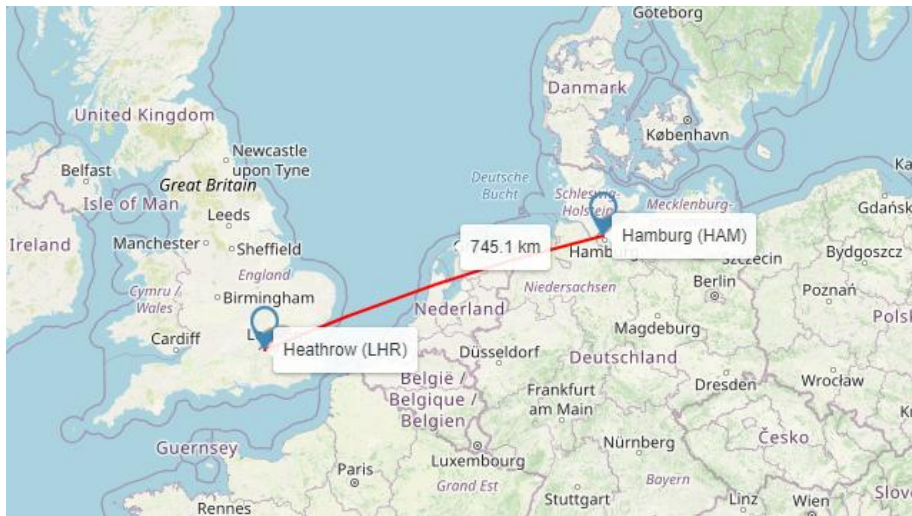 Göteborg
Danmark
United Kingdom
København
Newcastle
upon Tyne
Belfast
Great Britain
Deutsche
Bucht
Isle of Man
Schleswig-
Holstein
Mecklenburg-
Leeds
Gdańsk
Ireland
Manchester
Sheffield
745.1 km
Hamburg (HAM)
England
Bydgoszcz
Cymru /
Wales
Birmingham
Niedersachsen
Berlin
Poznań
Nederland
Magdeburg
Cardiff
Heathrow (LHR)
Düsseldorf
Deutschland
België /
Belgique /
Belgien
Dresden
Wrocław
Frankfurt
am Main
Guernsey
Nürnberg
Česko
Luxembourg
Paris
Grand Est
Bayern
Stuttgart
Rennes
Linz
Wien